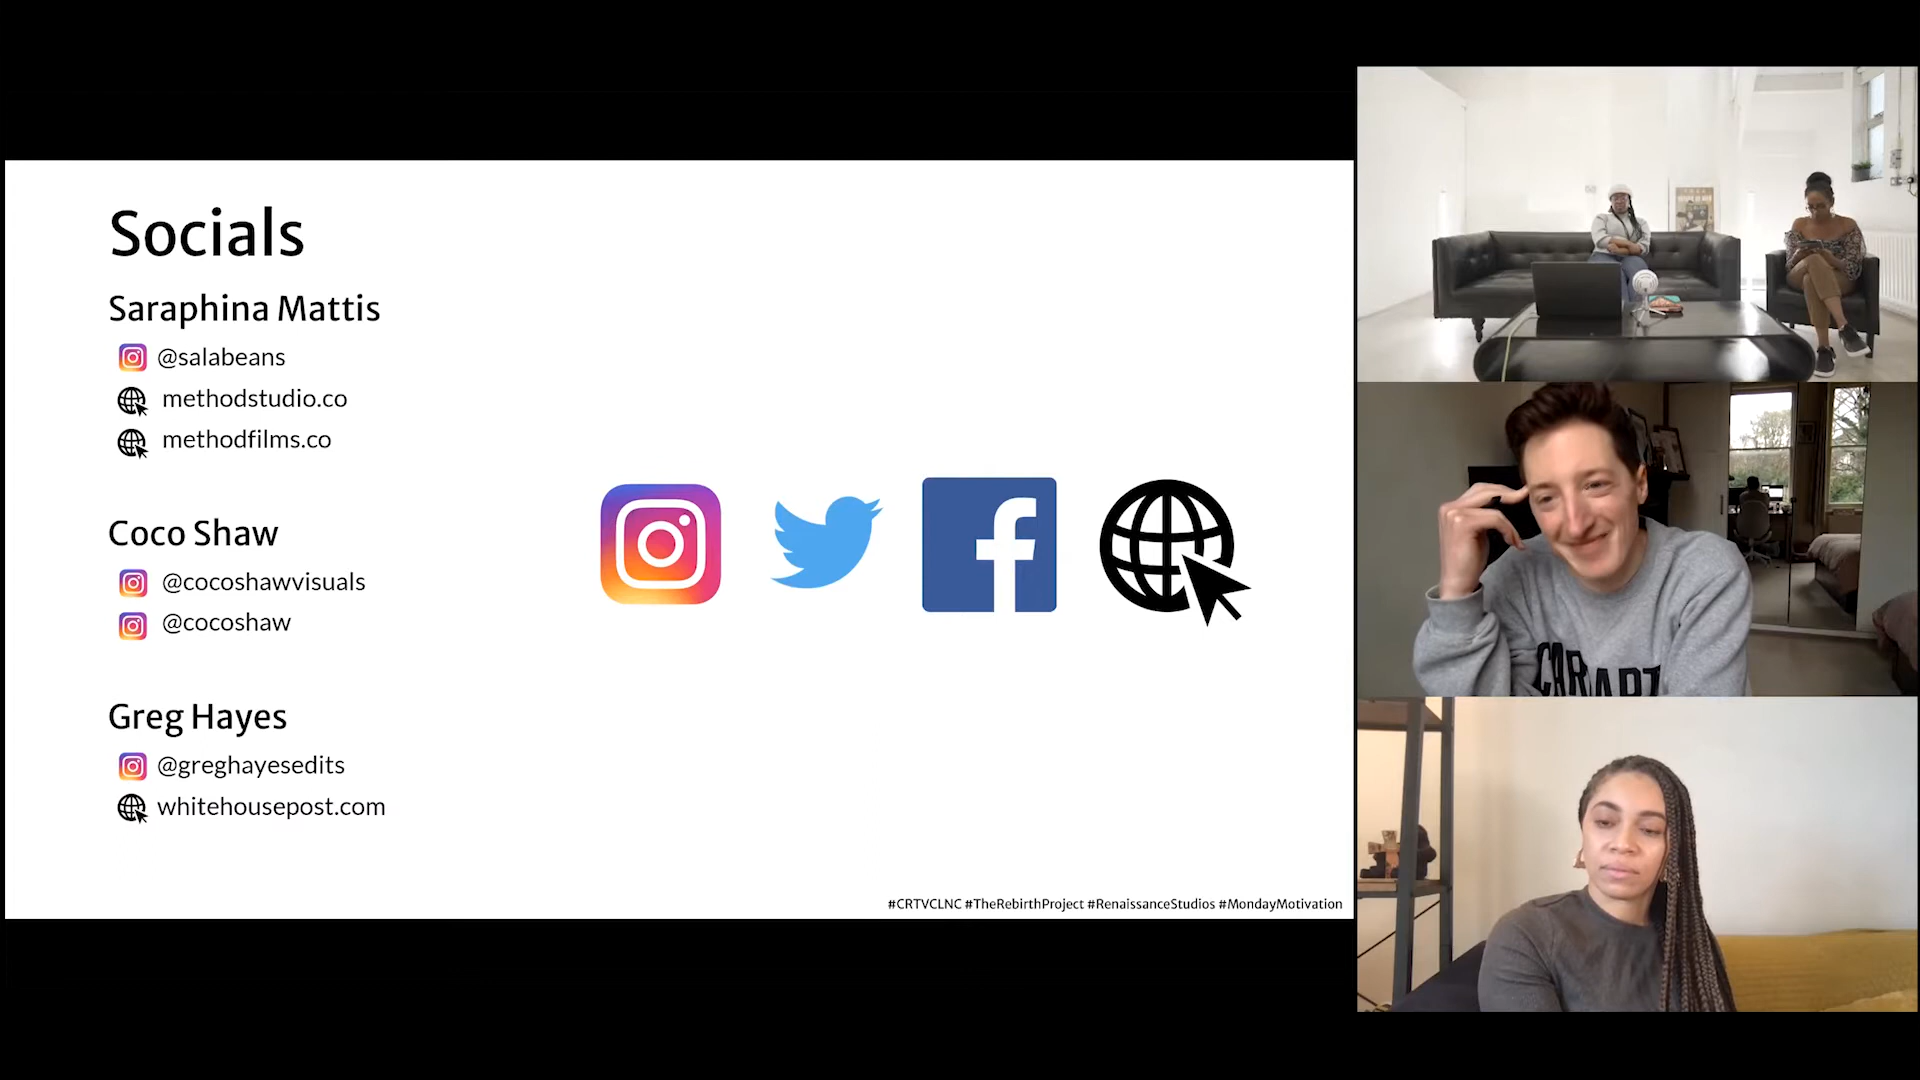 Socials
Saraphina Mattis
@salabeans
methodstudio.co
methodfilms.co
Coco Shaw
@cocoshawvisuals
@cocoshaw
Greg Hayes
@greghayesedits
whitehousepost.com
#CRTVCLNC #TheRebirthProject #RenaissanceStudios #MondayMotivation